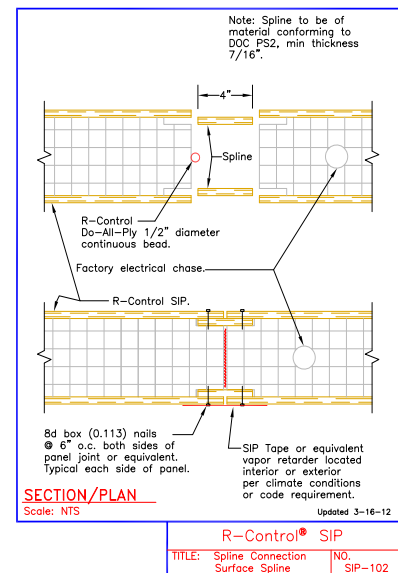 Note: Spline to be of
material conforming to
DOC PS2, min thickness
7/16".
4"
Spline
R-Control
Do-All-Ply 1/2" diameter
continuous bead.
Factory electrical chase.
R-Control SIP.
8d box (0.113) nails
@ 6" o.c. both sides of
panel joint or equivalent.
Typical each side of panel.
SIP Tape or equivalent
vapor retarder located
interior or exterior
per climate conditions
or code requirement.
SECTION/PLAN
Scale: NTS
Updated 3-16-12
R-Control® SIP
TITLE: Spline Connection
Surface Spline
NO.
SIP-102